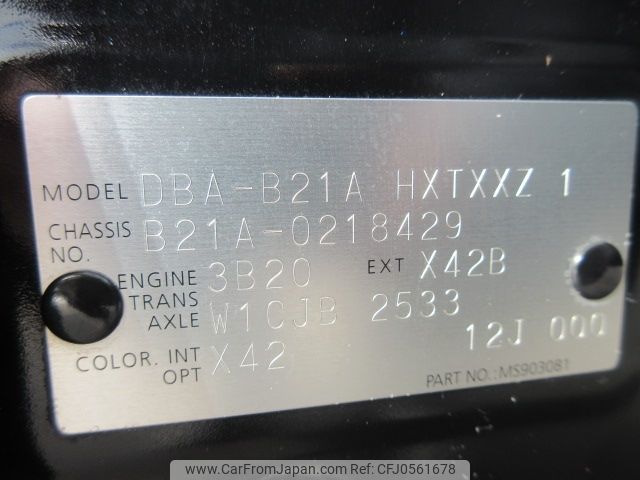 MODEL DBA-B21A HXTXXZ 1
CHASSIS NO. B21A-0218429
ENGINE 3B20 EXT X42B
TRANS AXLE W1CJB 2533
12J 000
COLOR. INT OPT X42
PART NO.: MS903081
www.CarFromJapan.com | RefNo. CFJ0561678